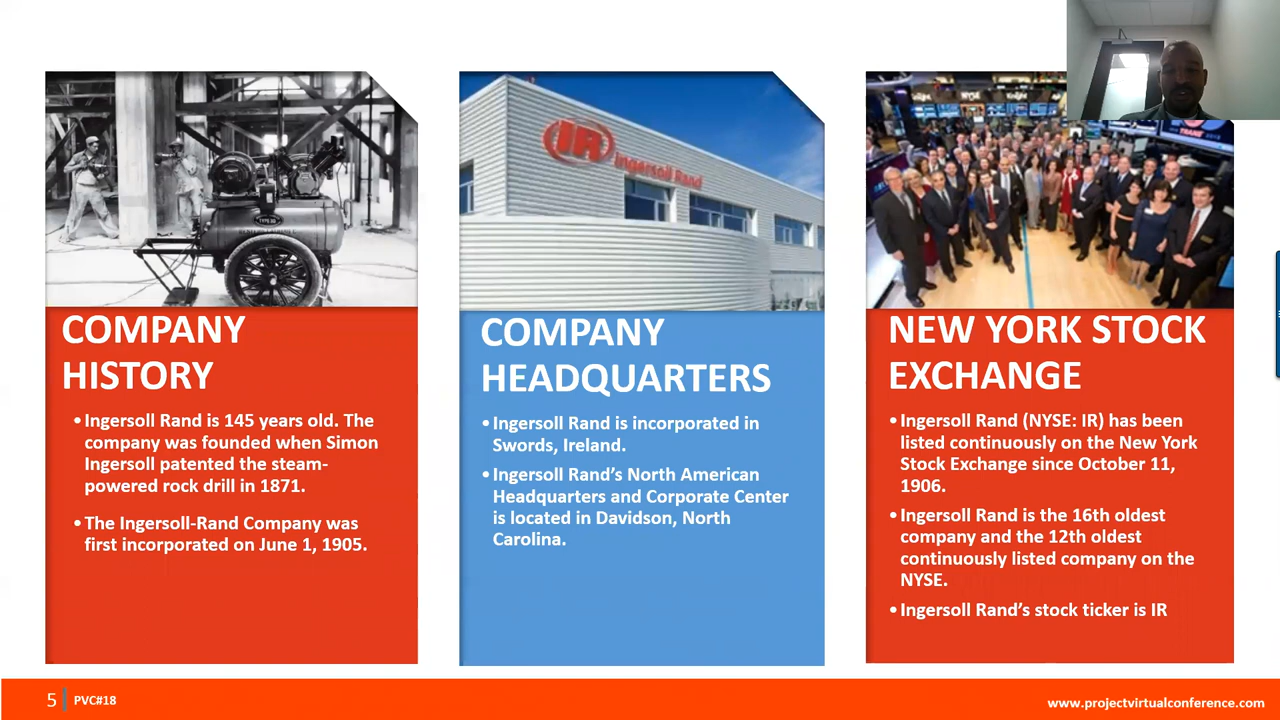 IR Ingersoll Rand
NYSE
COMPANY
HISTORY
• Ingersoll Rand is 145 years old. The
company was founded when Simon
Ingersoll patented the steam-
powered rock drill in 1871.
• The Ingersoll-Rand Company was
first incorporated on June 1, 1905.
COMPANY
HEADQUARTERS
• Ingersoll Rand is incorporated in
Swords, Ireland.
• Ingersoll Rand’s North American
Headquarters and Corporate Center
is located in Davidson, North
Carolina.
NEW YORK STOCK
EXCHANGE
• Ingersoll Rand (NYSE: IR) has been
listed continuously on the New York
Stock Exchange since October 11,
1906.
• Ingersoll Rand is the 16th oldest
company and the 12th oldest
continuously listed company on the
NYSE.
• Ingersoll Rand’s stock ticker is IR
5 PVC#18
www.projectvirtualconference.com